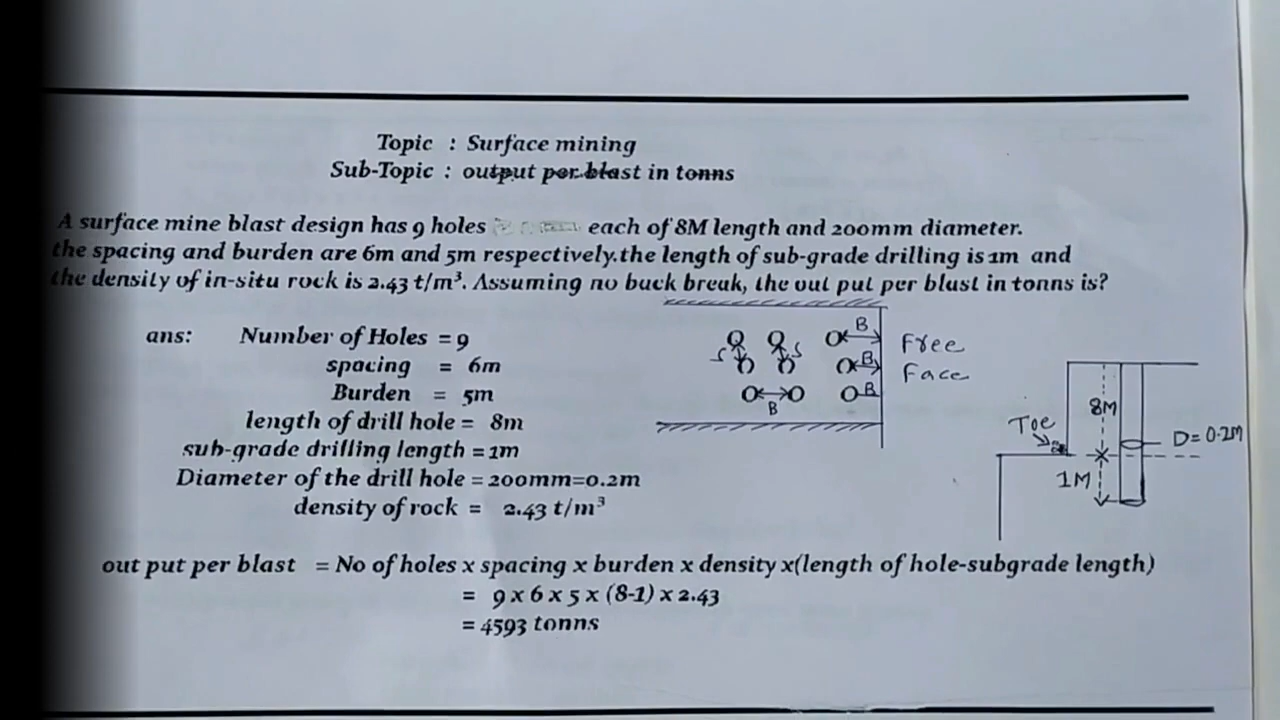 Topic : Surface mining
Sub-Topic : output per blast in tonns
A surface mine blast design has 9 holes each of 8M length and 200mm diameter.
the spacing and burden are 6m and 5m respectively.the length of sub-grade drilling is 1m and
the density of in-situ rock is 2.43 t/m³. Assuming no back break, the out put per blast in tonns is?
ans: Number of Holes = 9
spacing = 6m
Burden = 5m
length of drill hole = 8m
sub-grade drilling length = 1m
Diameter of the drill hole = 200mm=0.2m
density of rock = 2.43 t/m³
B
S S B
B B
Free
Face
Toe
8M
D= 0.2M
1M
out put per blast = No of holes x spacing x burden x density x(length of hole-subgrade length)
= 9 x 6 x 5 x (8-1) x 2.43
= 4593 tonns